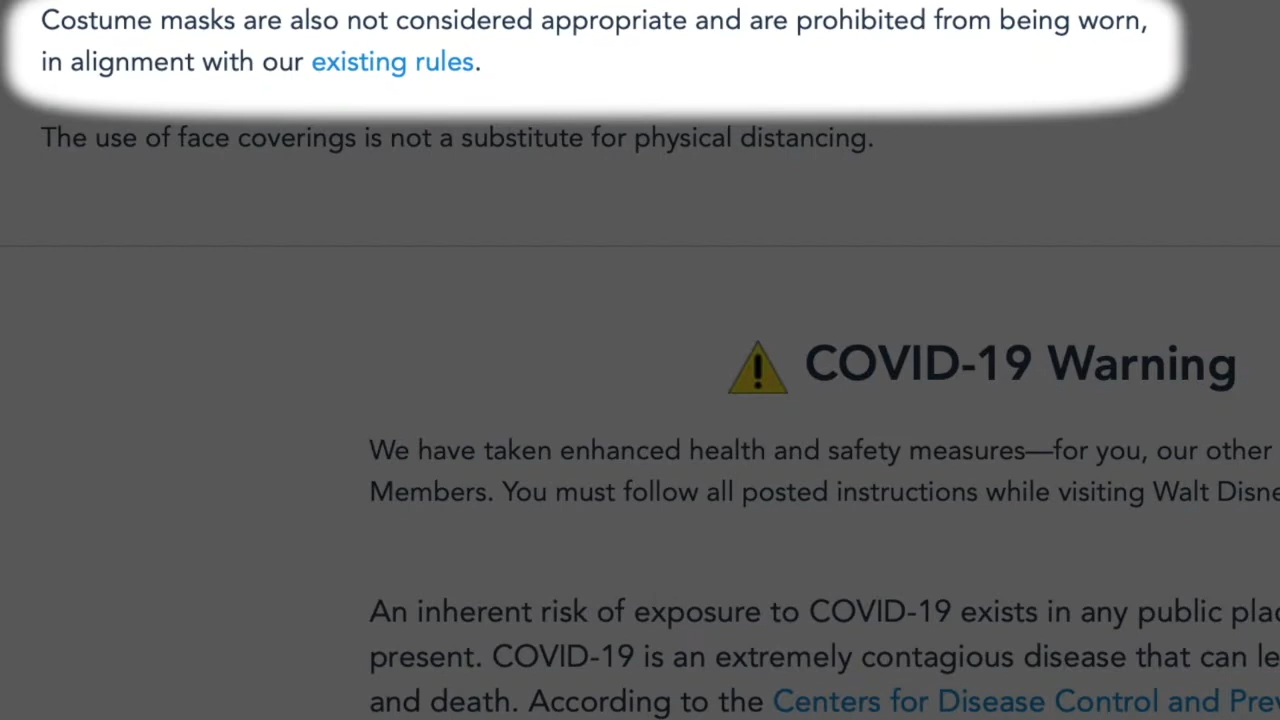 Costume masks are also not considered appropriate and are prohibited from being worn,
in alignment with our existing rules.
The use of face coverings is not a substitute for physical distancing.
COVID-19 Warning
We have taken enhanced health and safety measures—for you, our other
Members. You must follow all posted instructions while visiting Walt Disne
An inherent risk of exposure to COVID-19 exists in any public plac
present. COVID-19 is an extremely contagious disease that can le
and death. According to the Centers for Disease Control and Prev